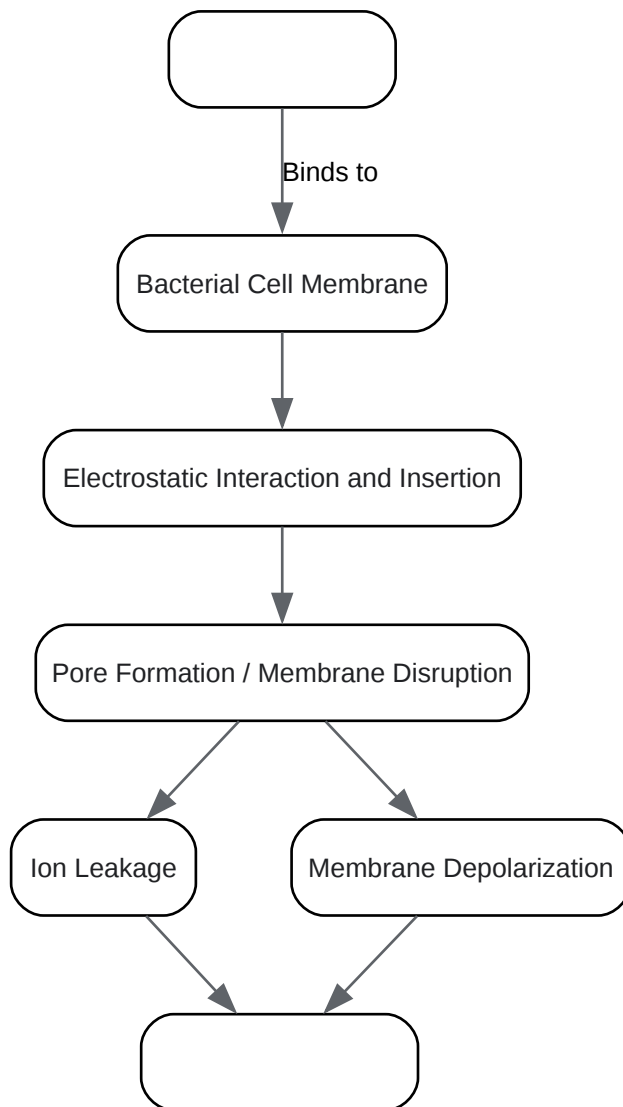 Binds to
Bacterial Cell Membrane
Electrostatic Interaction and Insertion
Pore Formation / Membrane Disruption
Ion Leakage
Membrane Depolarization